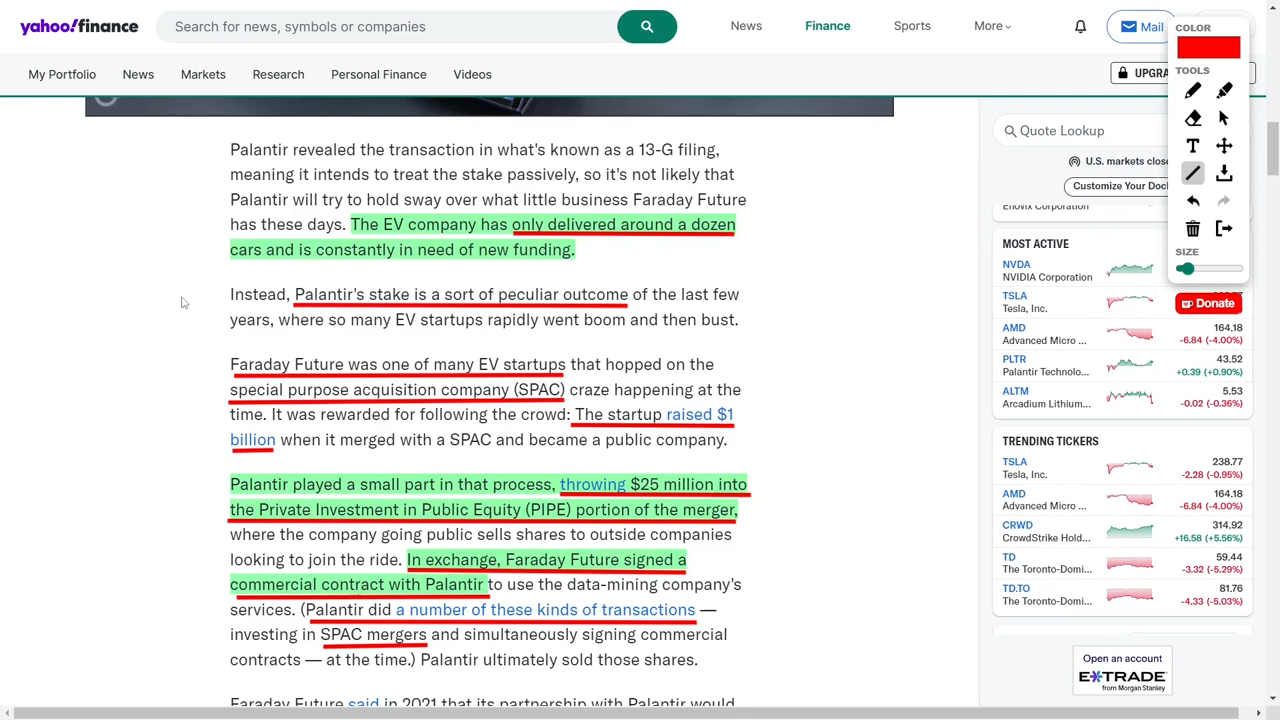 yahoo!finance
Search for news, symbols or companies
News
Finance
Sports
More
Mail
My Portfolio
News
Markets
Research
Personal Finance
Videos
COLOR
TOOLS
SIZE
Donate
Palantir revealed the transaction in what's known as a 13-G filing,
meaning it intends to treat the stake passively, so it's not likely that
Palantir will try to hold sway over what little business Faraday Future
has these days. The EV company has only delivered around a dozen
cars and is constantly in need of new funding.
Instead, Palantir's stake is a sort of peculiar outcome of the last few
years, where so many EV startups rapidly went boom and then bust.
Faraday Future was one of many EV startups that hopped on the
special purpose acquisition company (SPAC) craze happening at the
time. It was rewarded for following the crowd: The startup raised $1
billion when it merged with a SPAC and became a public company.
Palantir played a small part in that process, throwing $25 million into
the Private Investment in Public Equity (PIPE) portion of the merger,
where the company going public sells shares to outside companies
looking to join the ride. In exchange, Faraday Future signed a
commercial contract with Palantir to use the data-mining company's
services. (Palantir did a number of these kinds of transactions —
investing in SPAC mergers and simultaneously signing commercial
contracts — at the time.) Palantir ultimately sold those shares.
Faraday Future said in 2021 that its partnership with Palantir would
Quote Lookup
U.S. markets close
Customize Your Doc
Enovix Corporation
MOST ACTIVE
NVDA
NVIDIA Corporation
TSLA
Tesla, Inc.
AMD 164.18
Advanced Micro ... -6.84 (-4.00%)
PLTR 43.52
Palantir Technolo... +0.39 (+0.90%)
ALTM 5.53
Arcadium Lithium... -0.02 (-0.36%)
TRENDING TICKERS
TSLA 238.77
Tesla, Inc. -2.28 (-0.95%)
AMD 164.18
Advanced Micro ... -6.84 (-4.00%)
CRWD 314.92
CrowdStrike Hold... +16.58 (+5.56%)
TD 59.44
The Toronto-Domi... -3.32 (-5.29%)
TD.TO 81.76
The Toronto-Domi... -4.33 (-5.03%)
Open an account
E*TRADE
from Morgan Stanley